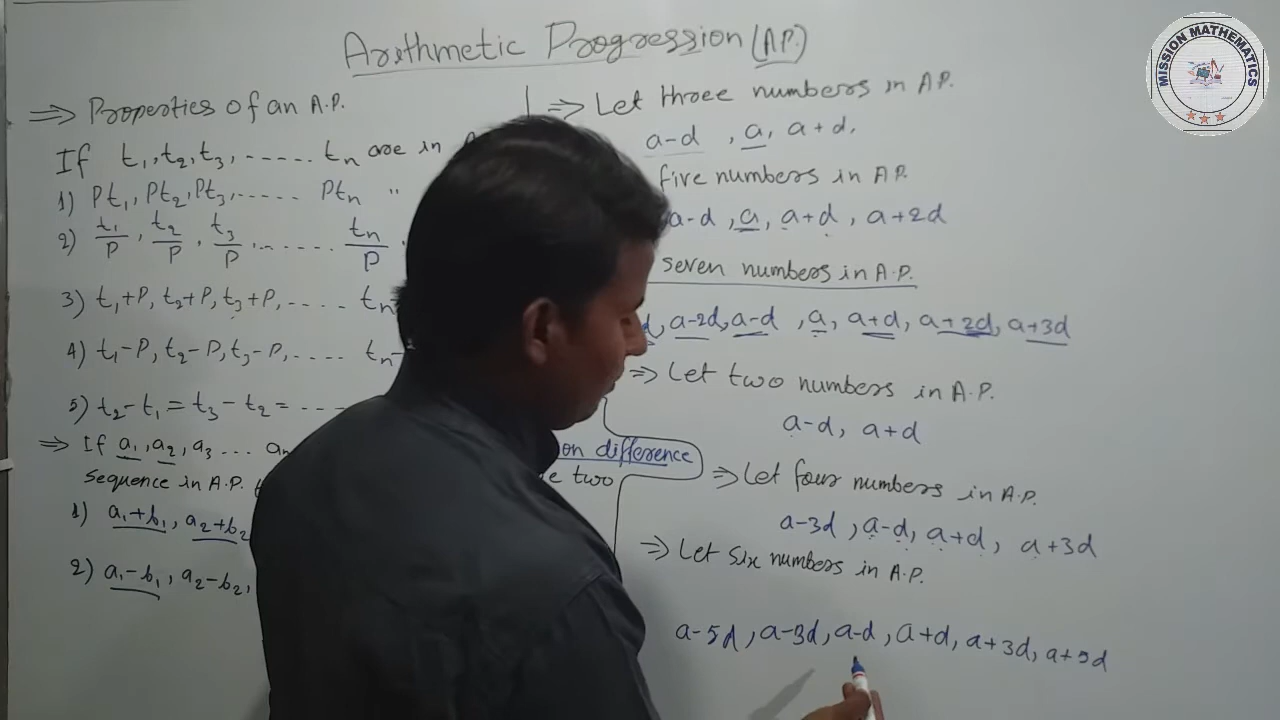 Arithmetic Progression (A.P.)
MISSION MATHEMATICS
⇒ Properties of an A.P.
If t₁, t₂, t₃, ...... tₙ are in
1) Pt₁, Pt₂, Pt₃, ..... Ptₙ "
2) t₁/P, t₂/P, t₃/P, ....... tₙ/P
3) t₁+P, t₂+P, t₃+P, .... tₙ
4) t₁-P, t₂-P, t₃-P, .... tₙ-
5) t₂-t₁ = t₃-t₂ = ---
⇒ If a₁, a₂, a₃ ... aₙ
on difference
Sequence in A.P.
two
1) a₁+b₁, a₂+b₂
2) a₁-b₁, a₂-b₂,
⇒ Let three numbers in A.P.
a-d, a, a+d.
five numbers in A.P.
a-d, a, a+d, a+2d
seven numbers in A.P.
d, a-2d, a-d, a, a+d, a+2d, a+3d
⇒ Let two numbers in A.P.
a-d, a+d
⇒ Let four numbers in A.P.
a-3d, a-d, a+d, a+3d
⇒ Let six numbers in A.P.
a-5d, a-3d, a-d, a+d, a+3d, a+5d